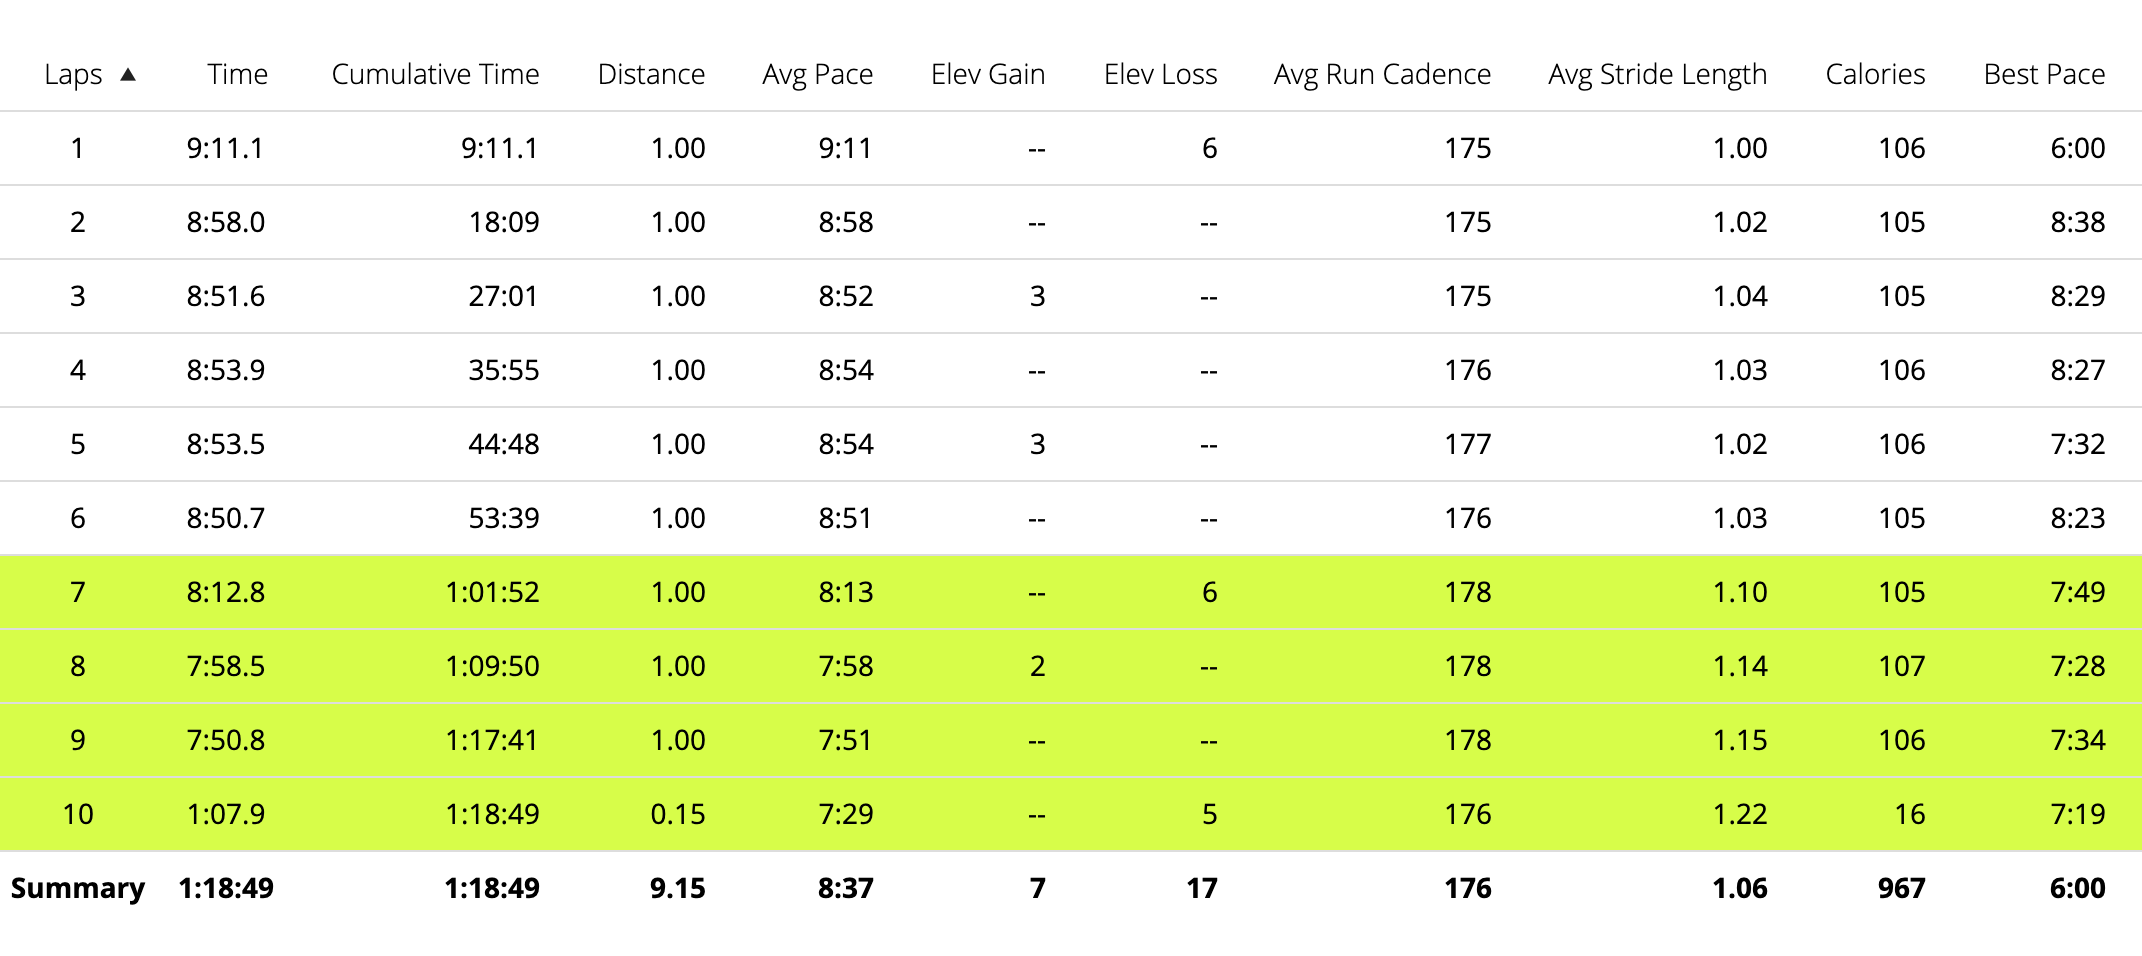 Laps ▲ Time Cumulative Time Distance Avg Pace Elev Gain Elev Loss Avg Run Cadence Avg Stride Length Calories Best Pace
1 9:11.1 9:11.1 1.00 9:11 -- 6 175 1.00 106 6:00
2 8:58.0 18:09 1.00 8:58 -- -- 175 1.02 105 8:38
3 8:51.6 27:01 1.00 8:52 3 -- 175 1.04 105 8:29
4 8:53.9 35:55 1.00 8:54 -- -- 176 1.03 106 8:27
5 8:53.5 44:48 1.00 8:54 3 -- 177 1.02 106 7:32
6 8:50.7 53:39 1.00 8:51 -- -- 176 1.03 105 8:23
7 8:12.8 1:01:52 1.00 8:13 -- 6 178 1.10 105 7:49
8 7:58.5 1:09:50 1.00 7:58 2 -- 178 1.14 107 7:28
9 7:50.8 1:17:41 1.00 7:51 -- -- 178 1.15 106 7:34
10 1:07.9 1:18:49 0.15 7:29 -- 5 176 1.22 16 7:19
Summary 1:18:49 1:18:49 9.15 8:37 7 17 176 1.06 967 6:00